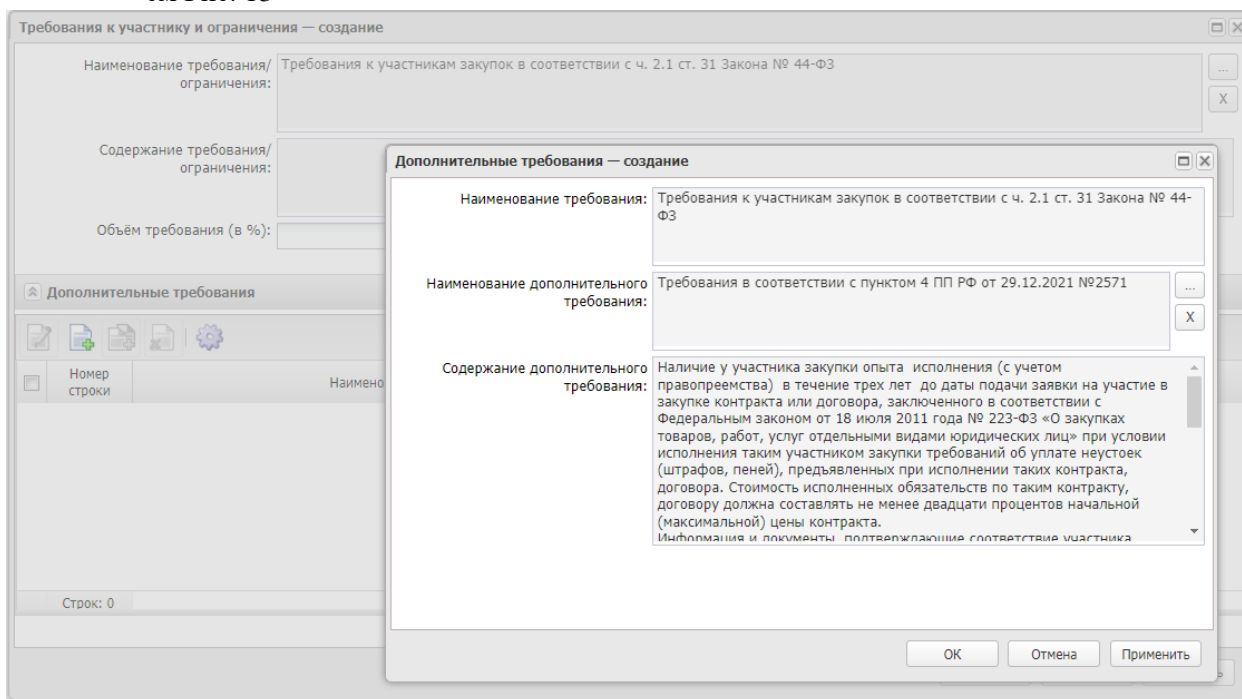 Требования к участнику и ограничения — создание
Наименование требования/
ограничения:
Требования к участникам закупок в соответствии с ч. 2.1 ст. 31 Закона № 44-ФЗ
...
X
Содержание требования/
ограничения:
Объём требования (в %):
Дополнительные требования
Номер
строки
Наимено
Строк: 0
Дополнительные требования — создание
Наименование требования:
Требования к участникам закупок в соответствии с ч. 2.1 ст. 31 Закона № 44-
ФЗ
Наименование дополнительного
требования:
Требования в соответствии с пунктом 4 ПП РФ от 29.12.2021 №2571
...
X
Содержание дополнительного
требования:
Наличие у участника закупки опыта исполнения (с учетом
правопреемства) в течение трех лет до даты подачи заявки на участие в
закупке контракта или договора, заключенного в соответствии с
Федеральным законом от 18 июля 2011 года № 223-ФЗ «О закупках
товаров, работ, услуг отдельными видами юридических лиц» при условии
исполнения таким участником закупки требований об уплате неустоек
(штрафов, пеней), предъявленных при исполнении таких контракта,
договора. Стоимость исполненных обязательств по таким контракту,
договору должна составлять не менее двадцати процентов начальной
(максимальной) цены контракта.
Информация и документы, подтверждающие соответствие участника
ОК
Отмена
Применить